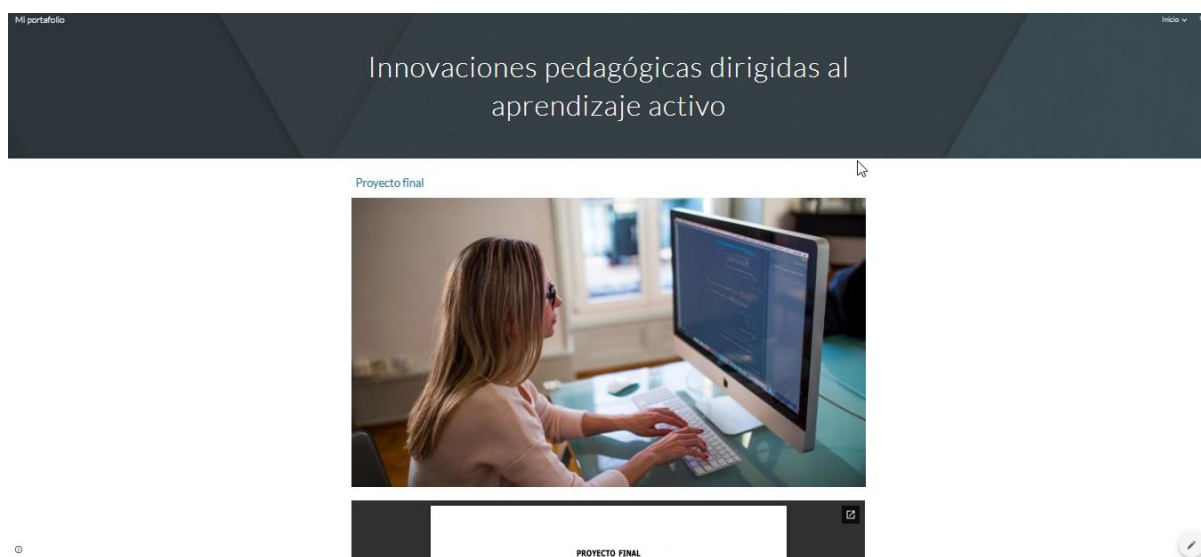 Mi portafolio
Inicio
Innovaciones pedagógicas dirigidas al
aprendizaje activo
Proyecto final
PROYECTO FINAL